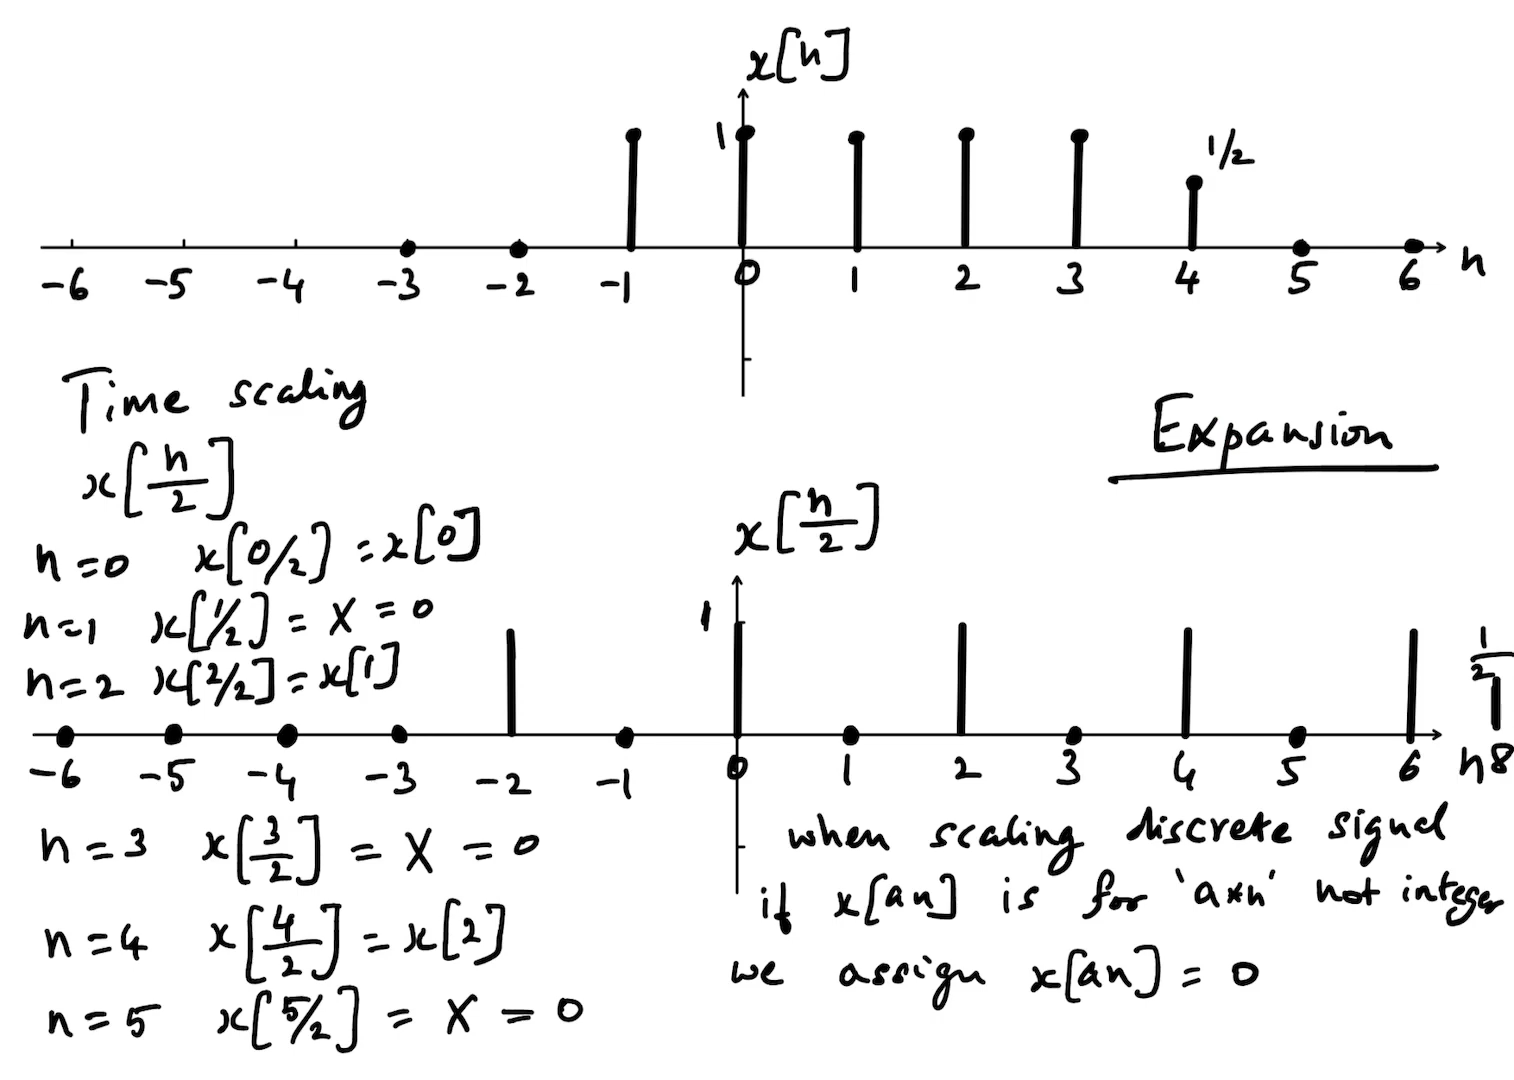 x[n]
1
1/2
-6 -5 -4 -3 -2 -1 0 1 2 3 4 5 6 n
Time scaling
Expansion
x[n/2]
x[n/2]
n=0 x[0/2] = x[0]
n=1 x[1/2] = X = 0
n=2 x[2/2] = x[1]
1
1/2
-6 -5 -4 -3 -2 -1 0 1 2 3 4 5 6 n 8
n=3 x[3/2] = X = 0
n=4 x[4/2] = x[2]
n=5 x[5/2] = X = 0
when scaling discrete signal
if x[an] is for 'a*n' not integer
we assign x[an] = 0